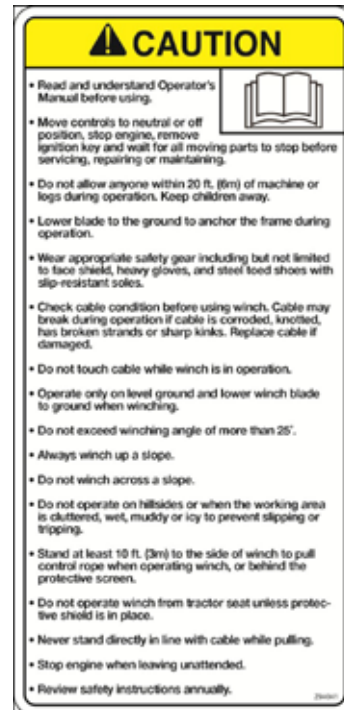 CAUTION
• Read and understand Operator's
Manual before using.
• Move controls to neutral or off
position, stop engine, remove
ignition key and wait for all moving parts to stop before
servicing, repairing or maintaining.
• Do not allow anyone within 20 ft. (6m) of machine or
logs during operation. Keep children away.
• Lower blade to the ground to anchor the frame during
operation.
• Wear appropriate safety gear including but not limited
to face shield, heavy gloves, and steel toed shoes with
slip-resistant soles.
• Check cable condition before using winch. Cable may
break during operation if cable is corroded, knotted,
has broken strands or sharp kinks. Replace cable if
damaged.
• Do not touch cable while winch is in operation.
• Operate only on level ground and lower winch blade
to ground when winching.
• Do not exceed winching angle of more than 25°.
• Always winch up a slope.
• Do not winch across a slope.
• Do not operate on hillsides or when the working area
is cluttered, wet, muddy or icy to prevent slipping or
tripping.
• Stand at least 10 ft. (3m) to the side of winch to pull
control rope when operating winch, or behind the
protective screen.
• Do not operate winch from tractor seat unless protec-
tive shield is in place.
• Never stand directly in line with cable while pulling.
• Stop engine when leaving unattended.
• Review safety instructions annually.